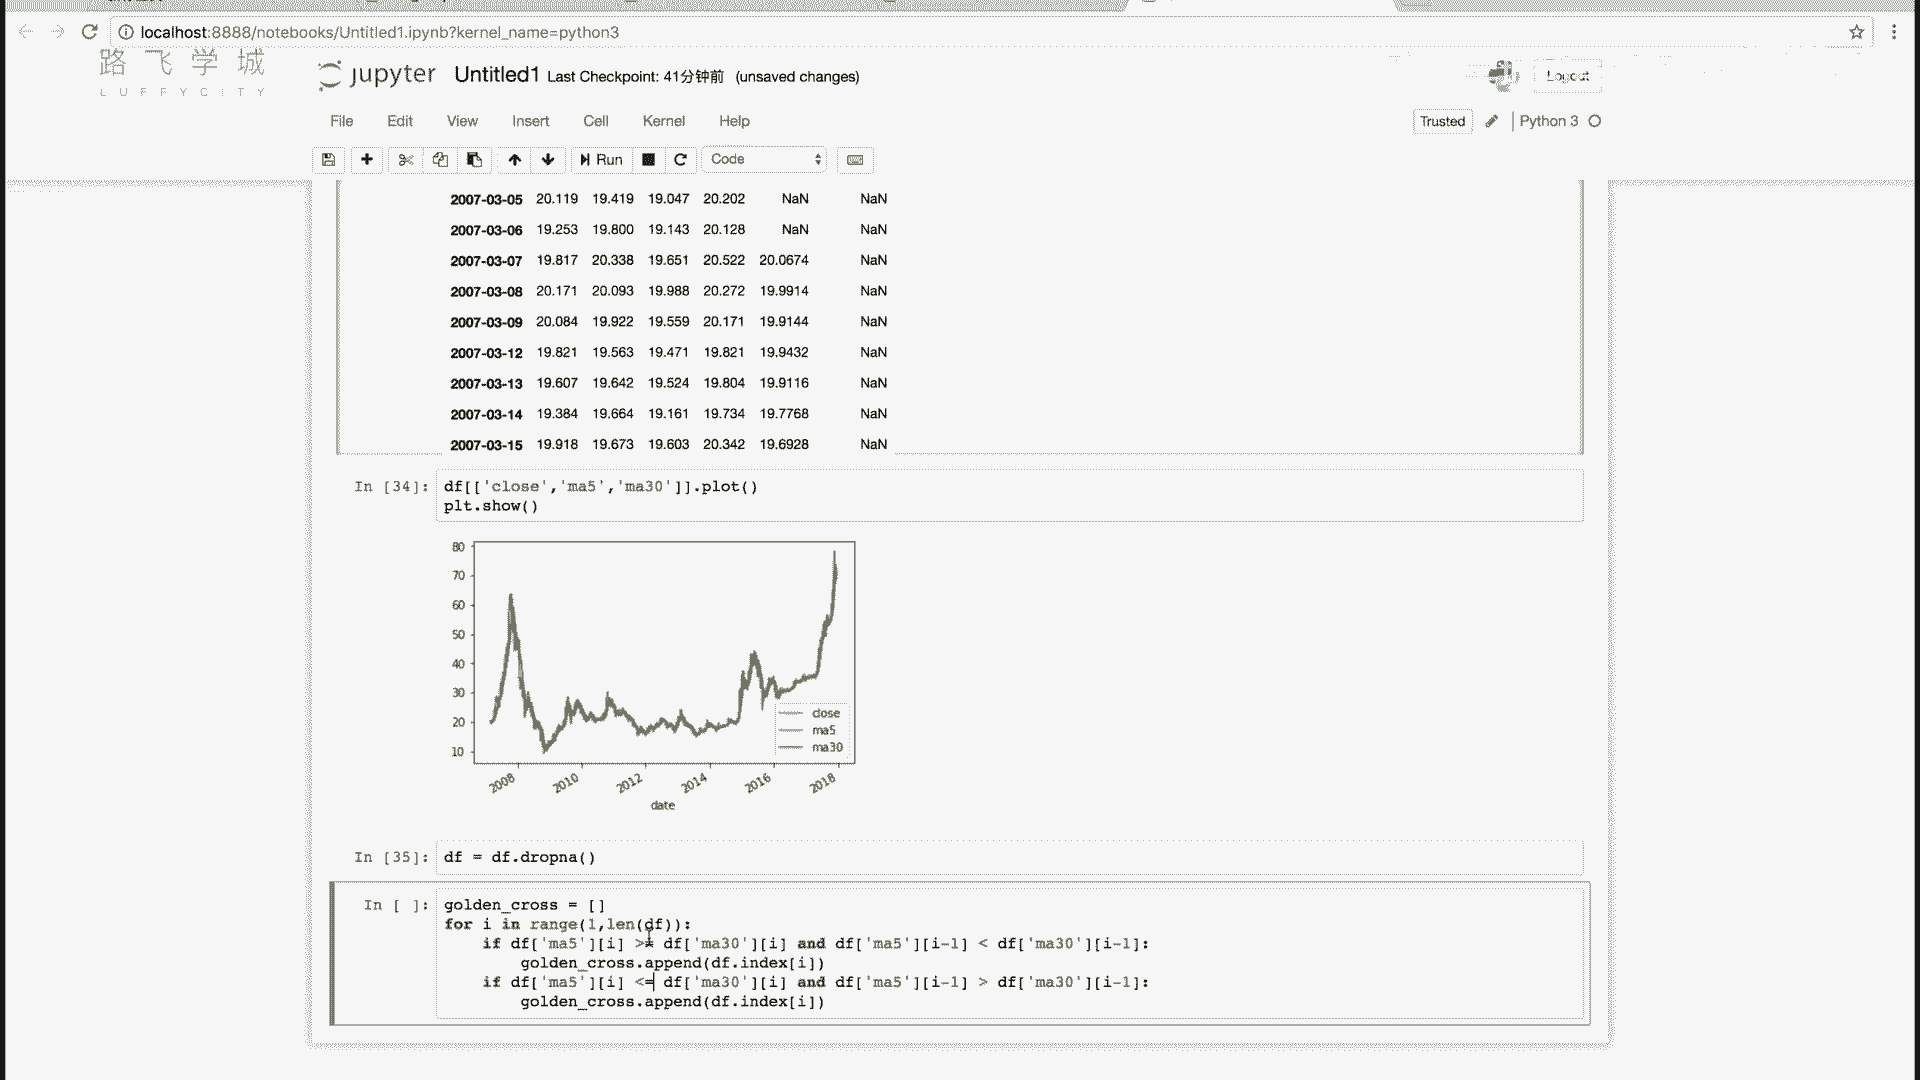 localhost:8888/notebooks/Untitled1.ipynb?kernel_name=python3
路飞学城
LUFFYCITY
jupyter Untitled1 Last Checkpoint: 41分钟前 (unsaved changes)
Logout
File Edit View Insert Cell Kernel Help
Trusted Python 3
Run Code
2007-03-05 20.119 19.419 19.047 20.202 NaN NaN
2007-03-06 19.253 19.800 19.143 20.128 NaN NaN
2007-03-07 19.817 20.338 19.651 20.522 20.0674 NaN
2007-03-08 20.171 20.093 19.988 20.272 19.9914 NaN
2007-03-09 20.084 19.922 19.559 20.171 19.9144 NaN
2007-03-12 19.821 19.563 19.471 19.821 19.9432 NaN
2007-03-13 19.607 19.642 19.524 19.804 19.9116 NaN
2007-03-14 19.384 19.664 19.161 19.734 19.7768 NaN
2007-03-15 19.918 19.673 19.603 20.342 19.6928 NaN
In [34]: df[['close','ma5','ma30']].plot()
plt.show()
80
70
60
50
40
30
20
10
close
ma5
ma30
2008 2010 2012 2014 2016 2018
date
In [35]: df = df.dropna()
In [ ]: golden_cross = []
for i in range(1,len(df)):
if df['ma5'][i] >= df['ma30'][i] and df['ma5'][i-1] < df['ma30'][i-1]:
golden_cross.append(df.index[i])
if df['ma5'][i] <= df['ma30'][i] and df['ma5'][i-1] > df['ma30'][i-1]:
golden_cross.append(df.index[i])